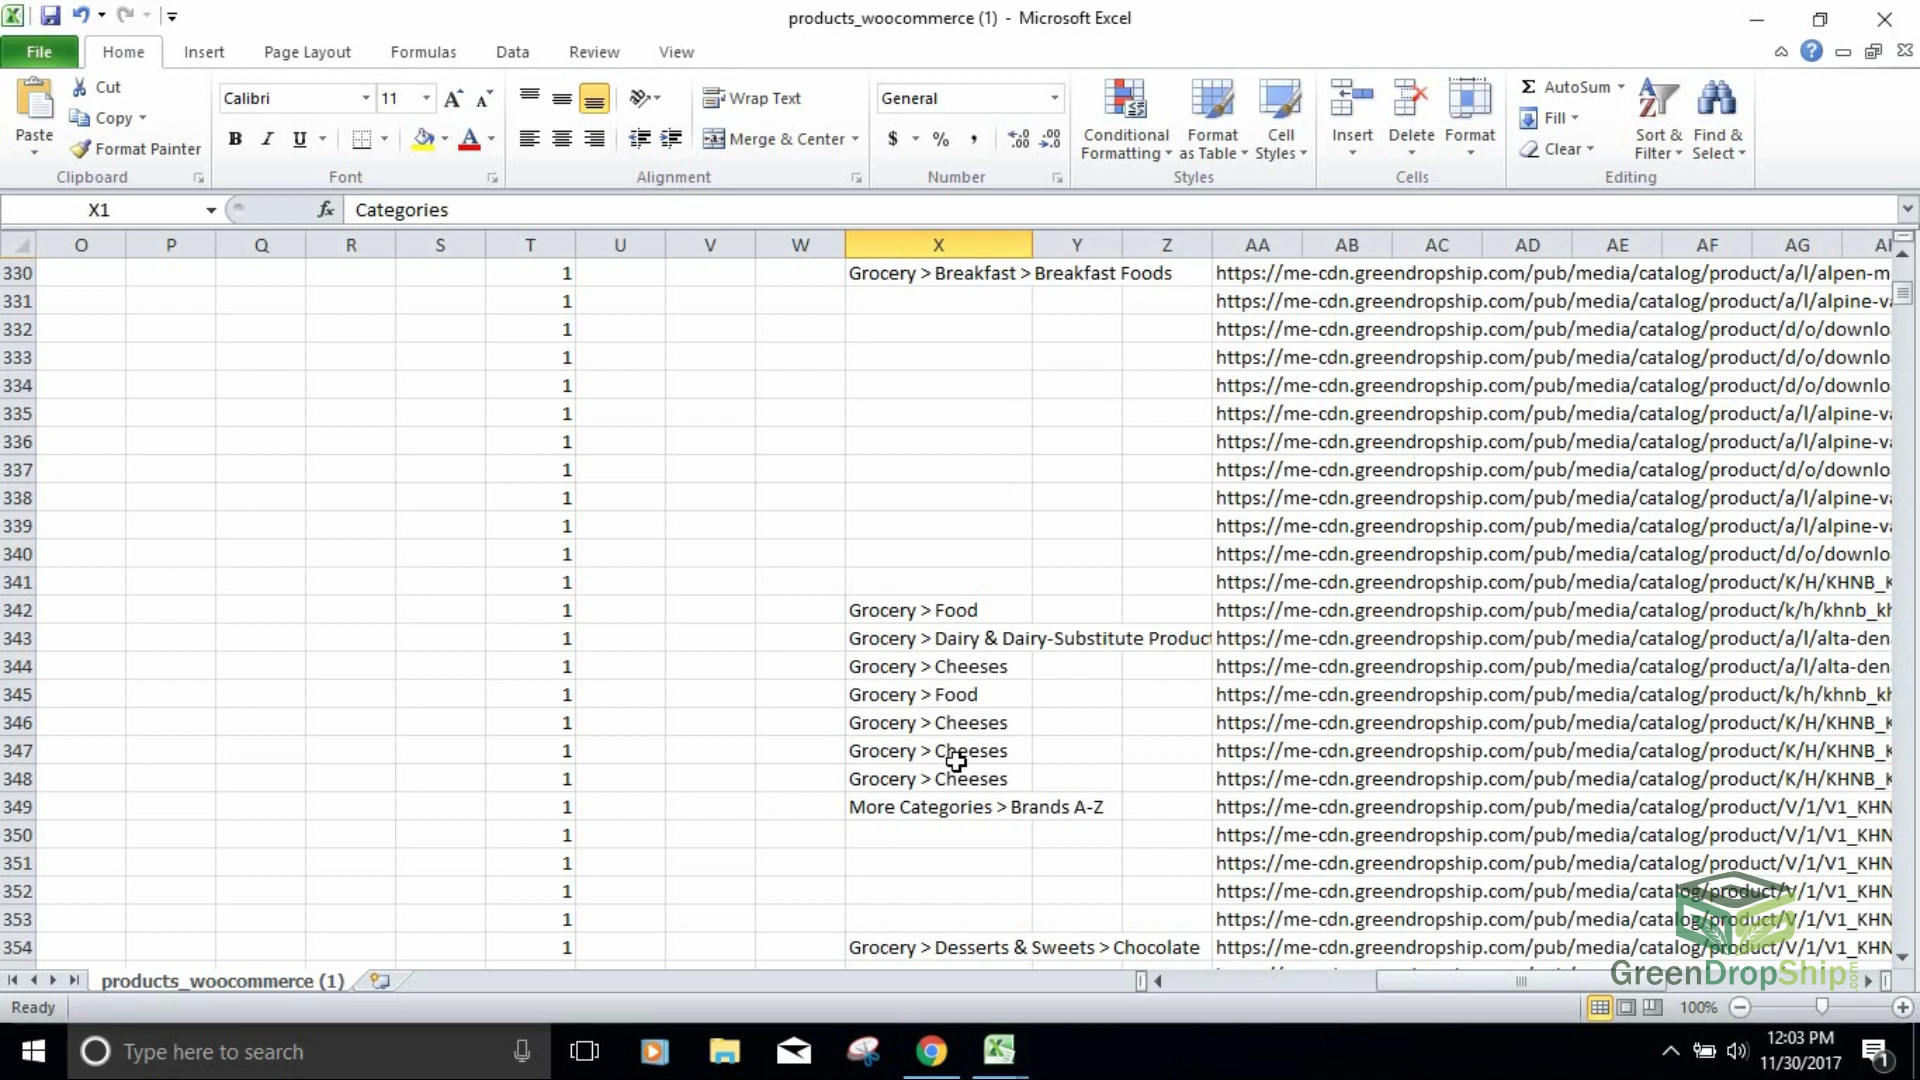 products_woocommerce (1) - Microsoft Excel
File Home Insert Page Layout Formulas Data Review View
Paste
Cut
Copy
Format Painter
Clipboard
Calibri 11
B I U
Font
Wrap Text
Merge & Center
Alignment
General
$ % ,
Number
Conditional Formatting
Format as Table
Cell Styles
Styles
Insert Delete Format
Cells
AutoSum
Fill
Clear
Sort & Filter
Find & Select
Editing
X1 fx Categories
O P Q R S T U V W X Y Z AA AB AC AD AE AF AG
330 1 Grocery > Breakfast > Breakfast Foods https://me-cdn.greendropship.com/pub/media/catalog/product/a/l/alpen-m
331 1 https://me-cdn.greendropship.com/pub/media/catalog/product/a/l/alpine-va
332 1 https://me-cdn.greendropship.com/pub/media/catalog/product/d/o/downlo
333 1 https://me-cdn.greendropship.com/pub/media/catalog/product/d/o/downlo
334 1 https://me-cdn.greendropship.com/pub/media/catalog/product/d/o/downlo
335 1 https://me-cdn.greendropship.com/pub/media/catalog/product/a/l/alpine-va
336 1 https://me-cdn.greendropship.com/pub/media/catalog/product/a/l/alpine-va
337 1 https://me-cdn.greendropship.com/pub/media/catalog/product/d/o/downlo
338 1 https://me-cdn.greendropship.com/pub/media/catalog/product/a/l/alpine-va
339 1 https://me-cdn.greendropship.com/pub/media/catalog/product/a/l/alpine-va
340 1 https://me-cdn.greendropship.com/pub/media/catalog/product/d/o/downlo
341 1 https://me-cdn.greendropship.com/pub/media/catalog/product/K/H/KHNB_K
342 1 Grocery > Food https://me-cdn.greendropship.com/pub/media/catalog/product/k/h/khnb_kh
343 1 Grocery > Dairy & Dairy-Substitute Product https://me-cdn.greendropship.com/pub/media/catalog/product/a/l/alta-den
344 1 Grocery > Cheeses https://me-cdn.greendropship.com/pub/media/catalog/product/a/l/alta-den
345 1 Grocery > Food https://me-cdn.greendropship.com/pub/media/catalog/product/k/h/khnb_kh
346 1 Grocery > Cheeses https://me-cdn.greendropship.com/pub/media/catalog/product/K/H/KHNB_K
347 1 Grocery > Cheeses https://me-cdn.greendropship.com/pub/media/catalog/product/K/H/KHNB_K
348 1 Grocery > Cheeses https://me-cdn.greendropship.com/pub/media/catalog/product/K/H/KHNB_K
349 1 More Categories > Brands A-Z https://me-cdn.greendropship.com/pub/media/catalog/product/V/1/V1_KHN
350 1 https://me-cdn.greendropship.com/pub/media/catalog/product/V/1/V1_KHN
351 1 https://me-cdn.greendropship.com/pub/media/catalog/product/V/1/V1_KHN
352 1 https://me-cdn.greendropship.com/pub/media/catalog/product/V/1/V1_KHN
353 1 https://me-cdn.greendropship.com/pub/media/catalog/product/V/1/V1_KHN
354 1 Grocery > Desserts & Sweets > Chocolate https://me-cdn.greendropship.com/pub/media/catalog/product/V/1/V1_KHN
products_woocommerce (1)
GreenDropShip.com
Ready 100%
Type here to search
12:03 PM
11/30/2017
1